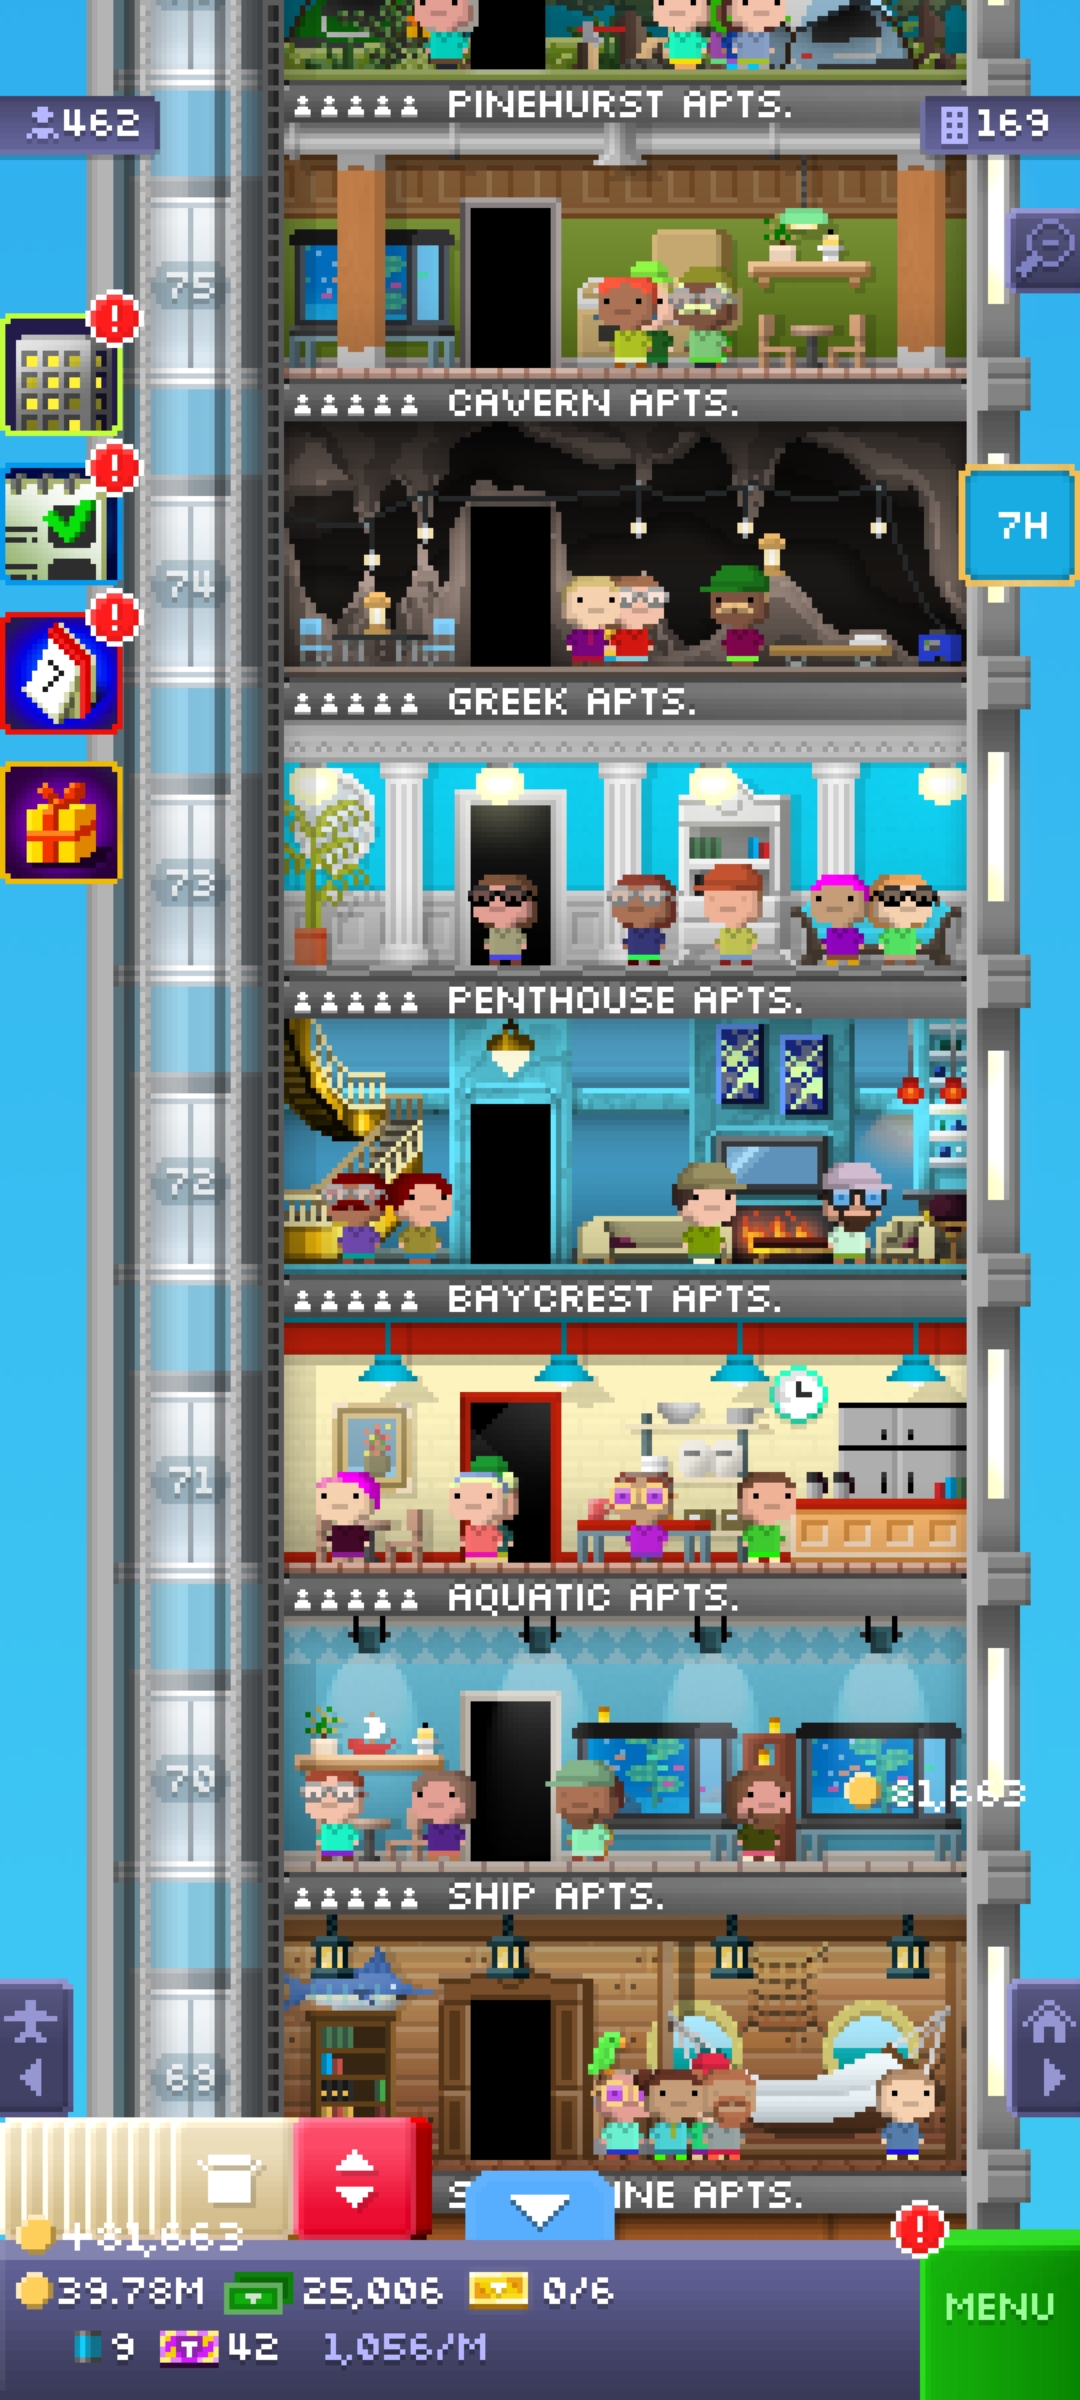 PINEHURST APTS.
462
169
75
CAVERN APTS.
7H
74
GREEK APTS.
73
PENTHOUSE APTS.
72
BAYCREST APTS.
71
AQUATIC APTS.
70
81,663
SHIP APTS.
69
INE APTS.
+81,663
39.78M 25,006 0/6
MENU
9 42 1,056/M